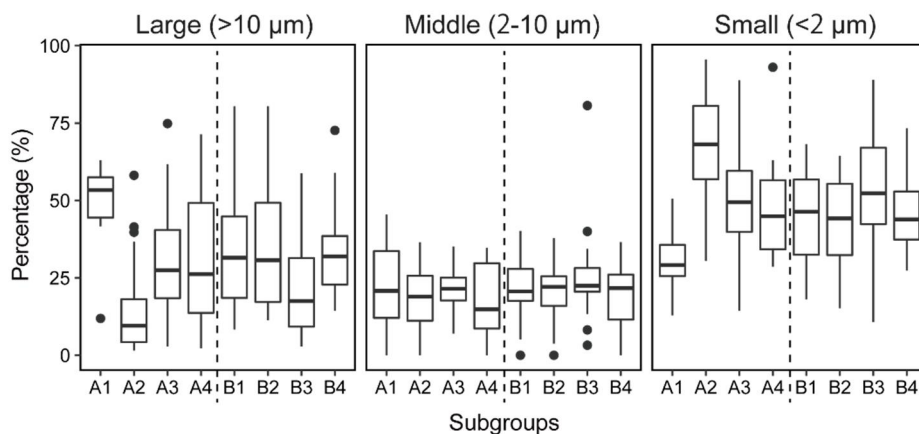 Large (>10 µm) Middle (2-10 µm) Small (<2 µm)
Percentage (%)
100
75
50
25
0
A1 A2 A3 A4 B1 B2 B3 B4 A1 A2 A3 A4 B1 B2 B3 B4 A1 A2 A3 A4 B1 B2 B3 B4
Subgroups